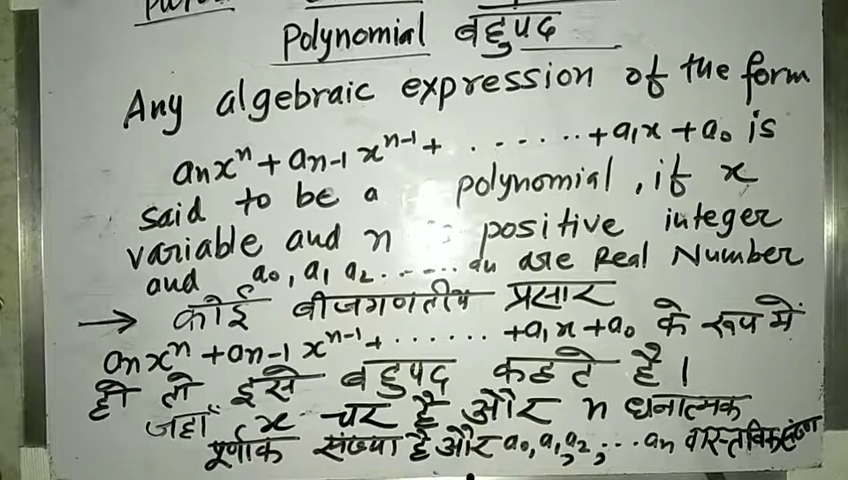 Polynomial बहुपद
Any algebraic expression of the form
anxⁿ + an-1 xⁿ⁻¹ + ....... + a₁x + a₀ is
said to be a polynomial, if x
variable and n is positive integer
and a₀, a₁ a₂ ...... an are Real Number
→ कोई बीजगणतीय प्रसार
anxⁿ + an-1 xⁿ⁻¹ + ....... + a₁x + a₀ के रूप में
हो तो इसे बहुपद कहते है।
जहाँ x चर है और n धनात्मक
पूर्णाक संख्या है और a₀, a₁, a₂, ... an वास्तविक